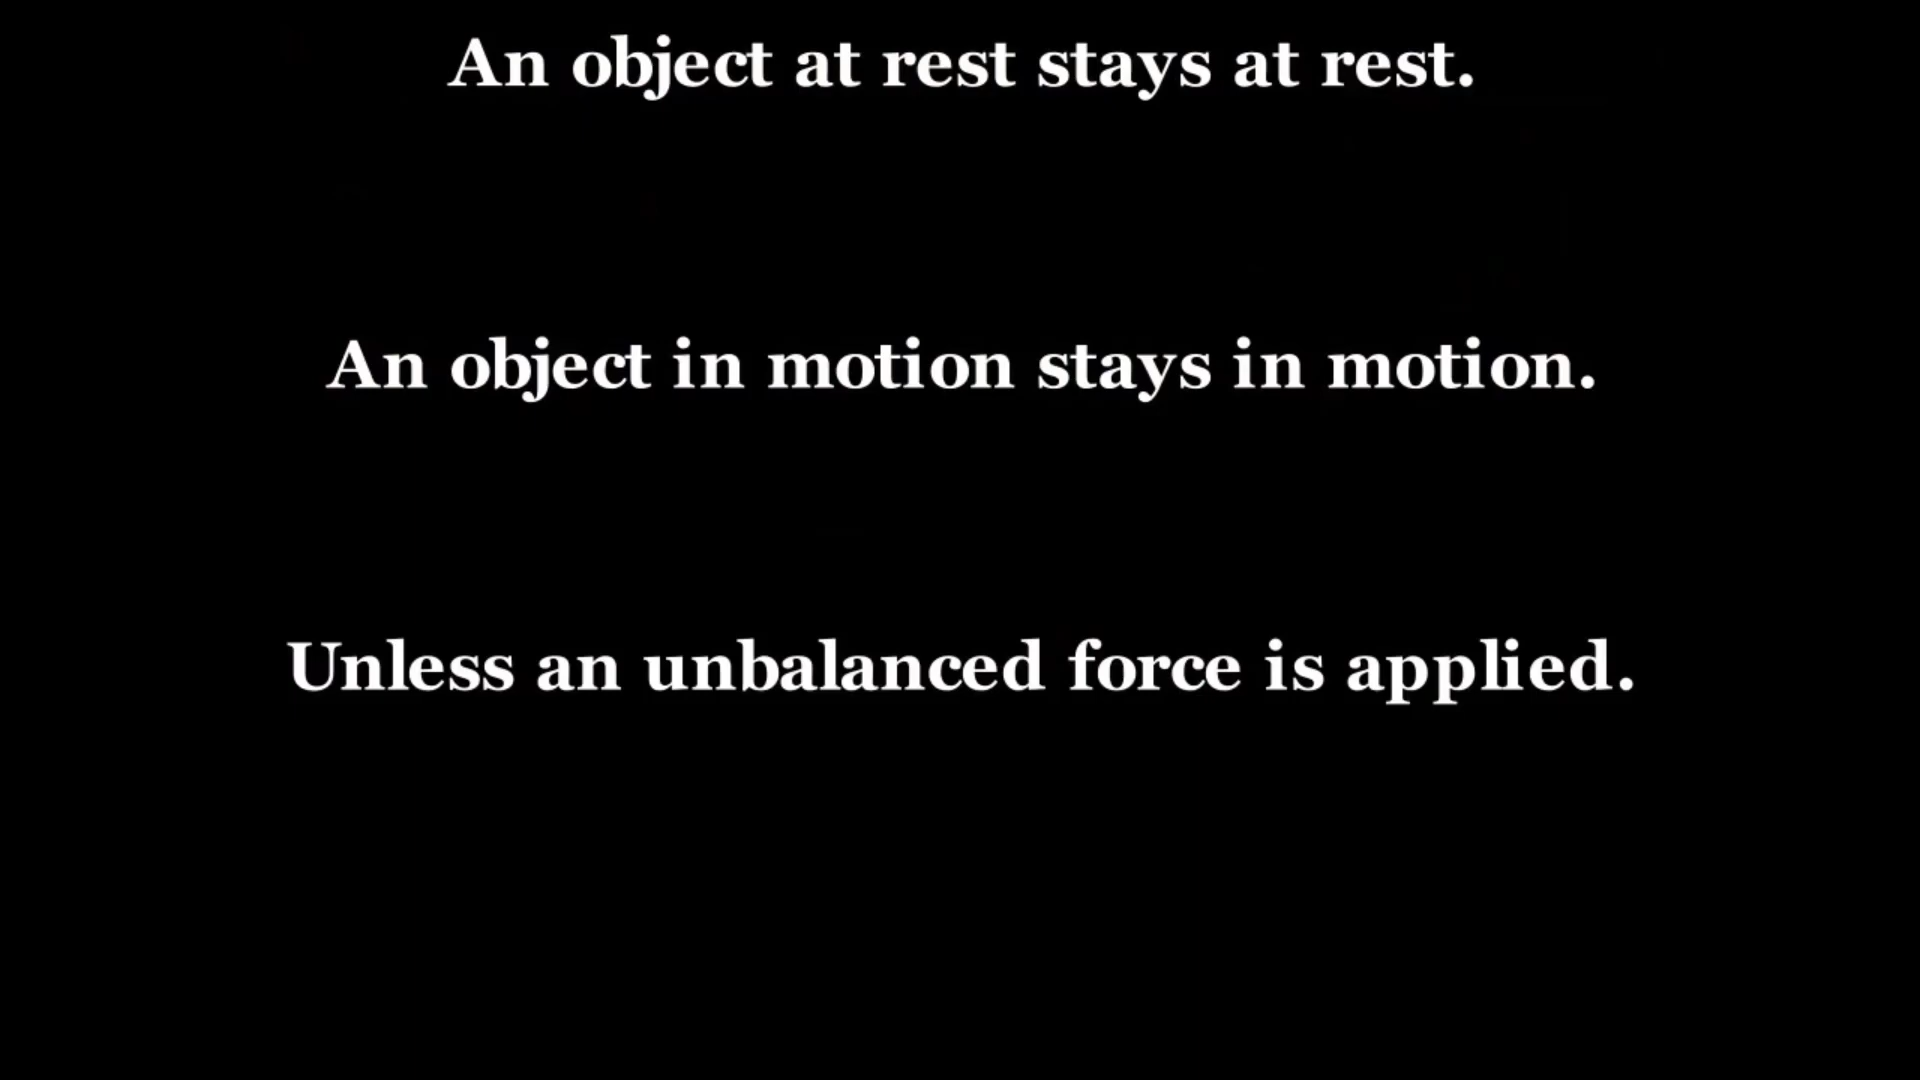 An object at rest stays at rest.
An object in motion stays in motion.
Unless an unbalanced force is applied.